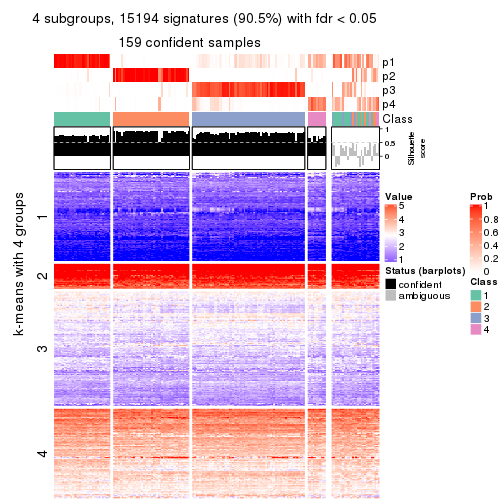 4 subgroups, 15194 signatures (90.5%) with fdr < 0.05
159 confident samples
p1
p2
p3
p4
Class
1
0.5
0
Silhouette
score
k-means with 4 groups
1
2
3
4
Value
5
4
3
2
1
Status (barplots)
confident
ambiguous
Prob
1
0.8
0.6
0.4
0.2
0
Class
1
2
3
4